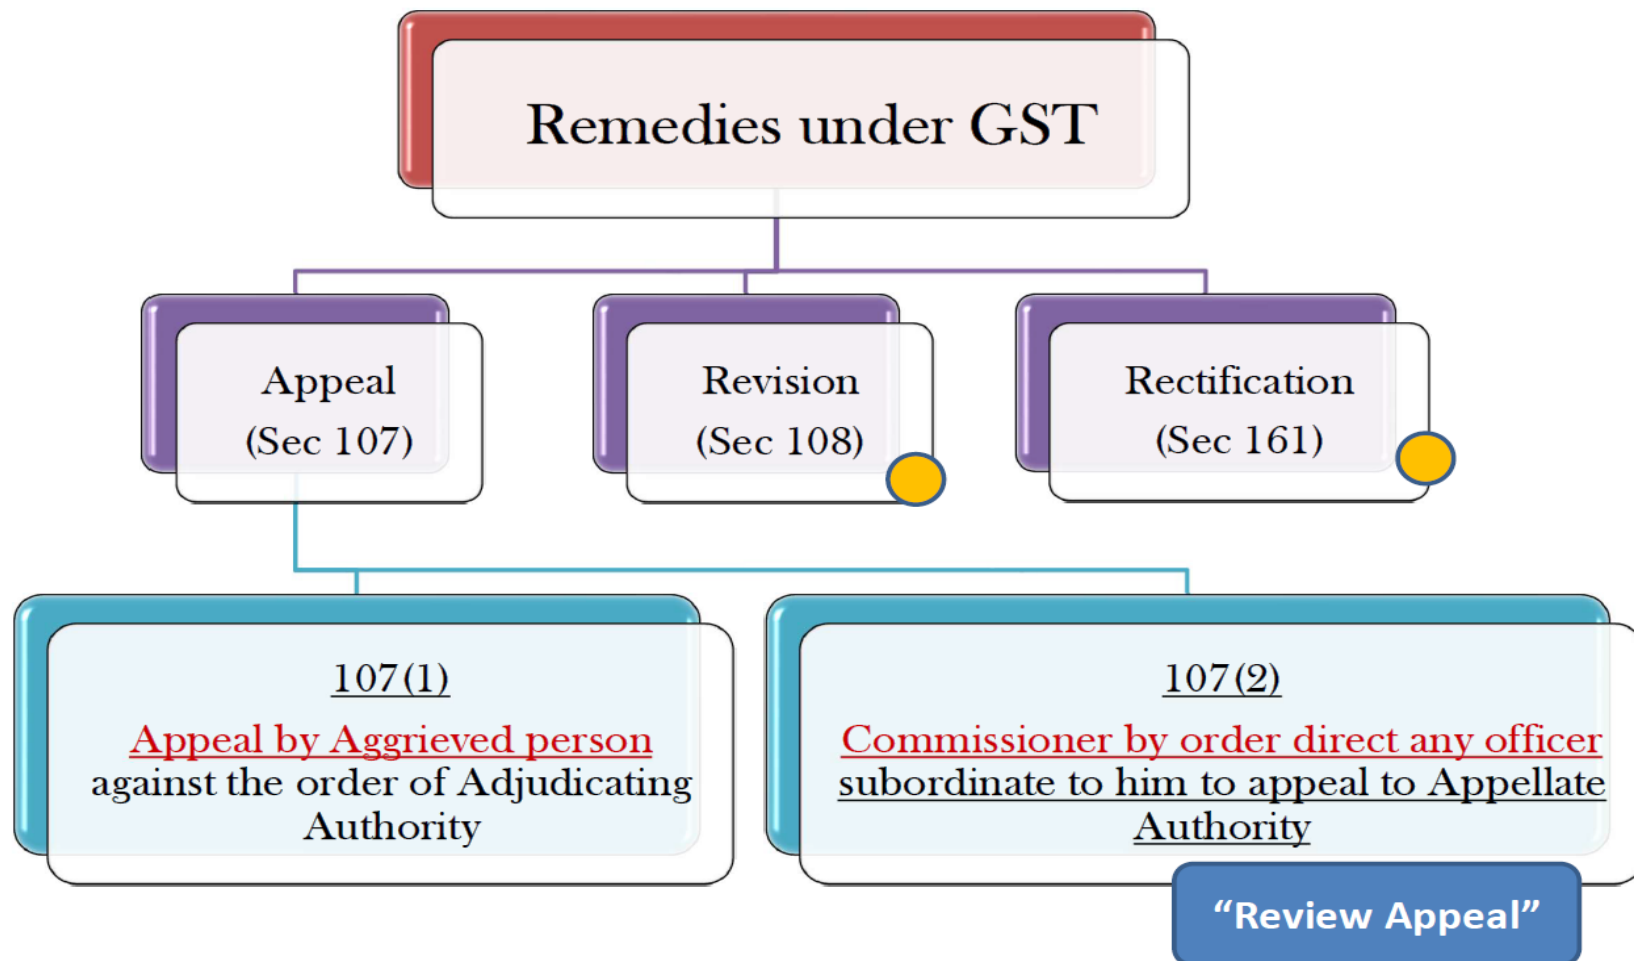 Remedies under GST
Appeal
(Sec 107)
Revision
(Sec 108)
Rectification
(Sec 161)
107(1)
Appeal by Aggrieved person
against the order of Adjudicating
Authority
107(2)
Commissioner by order direct any officer
subordinate to him to appeal to Appellate
Authority
“Review Appeal”